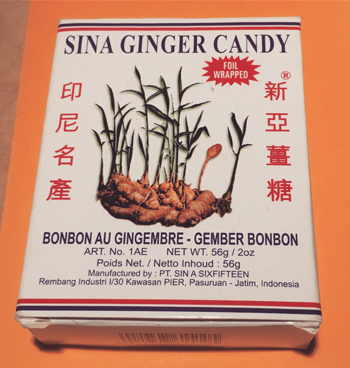 SINA GINGER CANDY
FOIL
WRAPPED
®
印尼名產
新亞薑糖
BONBON AU GINGEMBRE - GEMBER BONBON
ART. No. 1AE NET WT. 56g / 2oz
Poids Net. / Netto Inhoud : 56g
Manufactured by : PT. SIN A SIXFIFTEEN
Rembang Industri I/30 Kawasan PIER, Pasuruan - Jatim, Indonesia